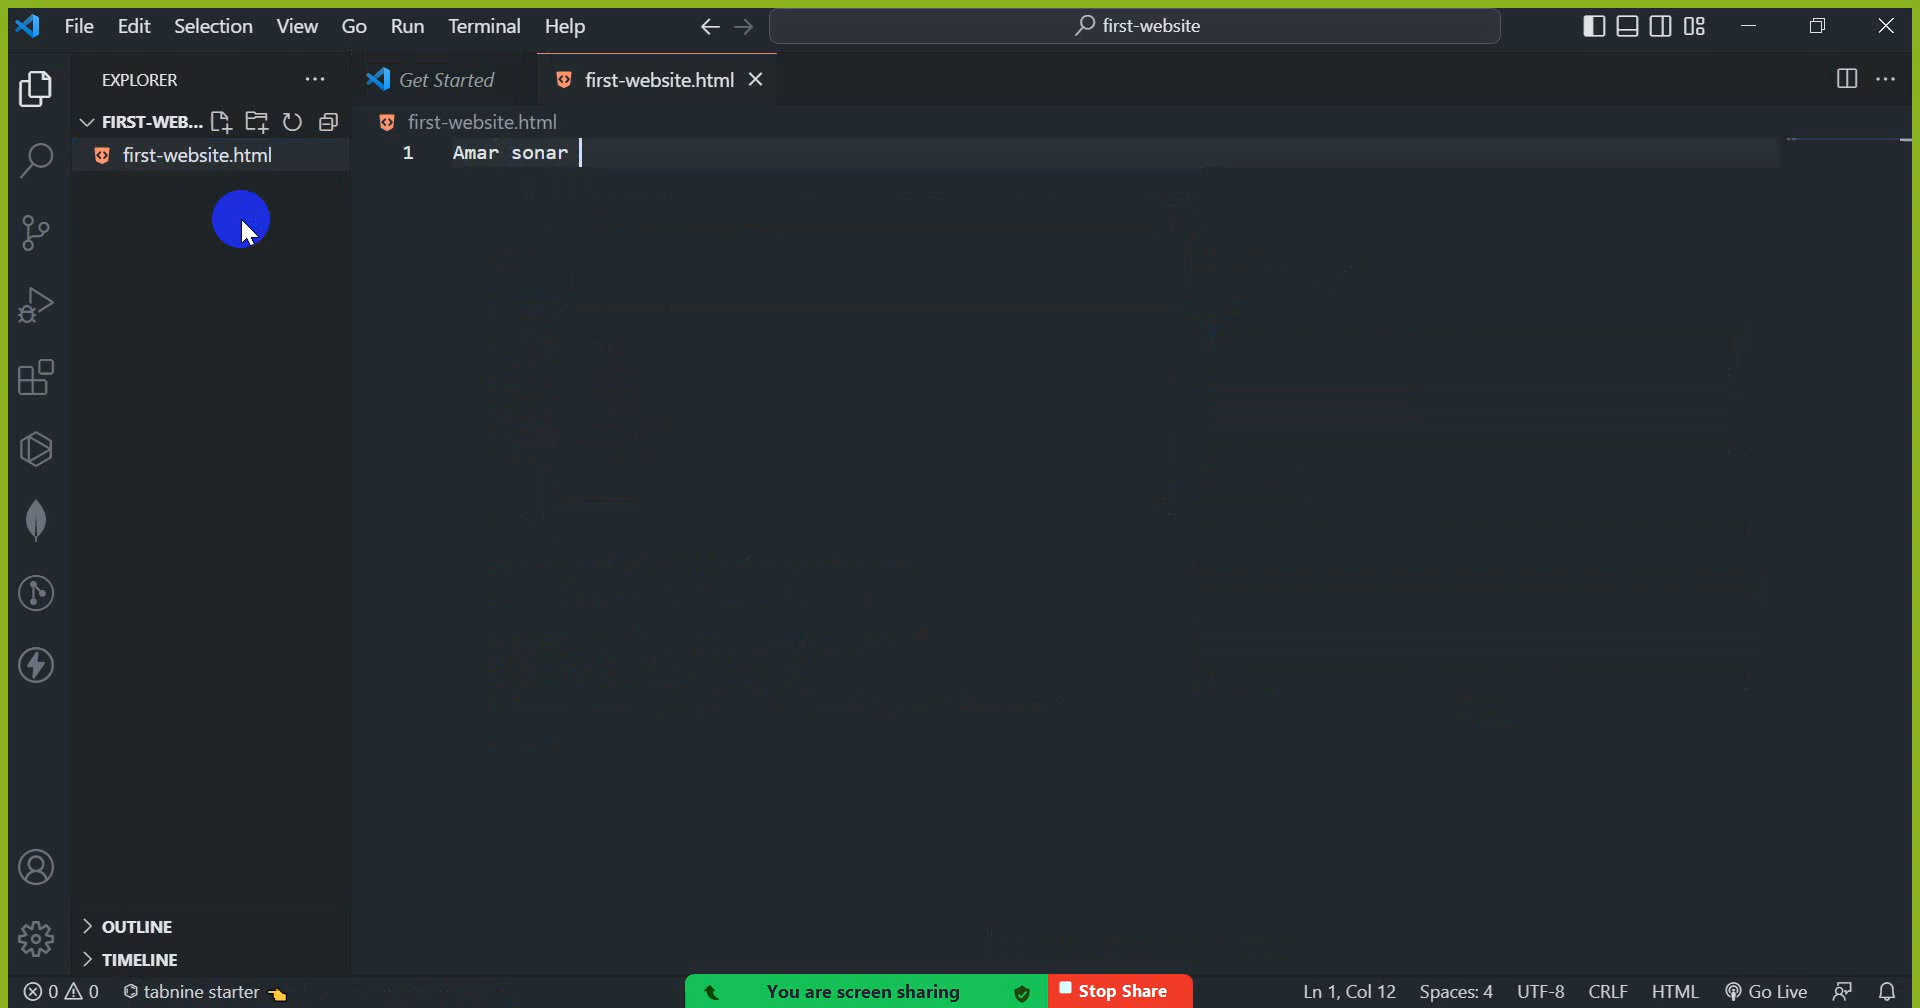 File Edit Selection View Go Run Terminal Help
first-website
EXPLORER
Get Started
first-website.html
FIRST-WEB...
first-website.html
first-website.html
1 Amar sonar
OUTLINE
TIMELINE
0 0 tabnine starter
You are screen sharing
Stop Share
Ln 1, Col 12 Spaces: 4 UTF-8 CRLF HTML Go Live